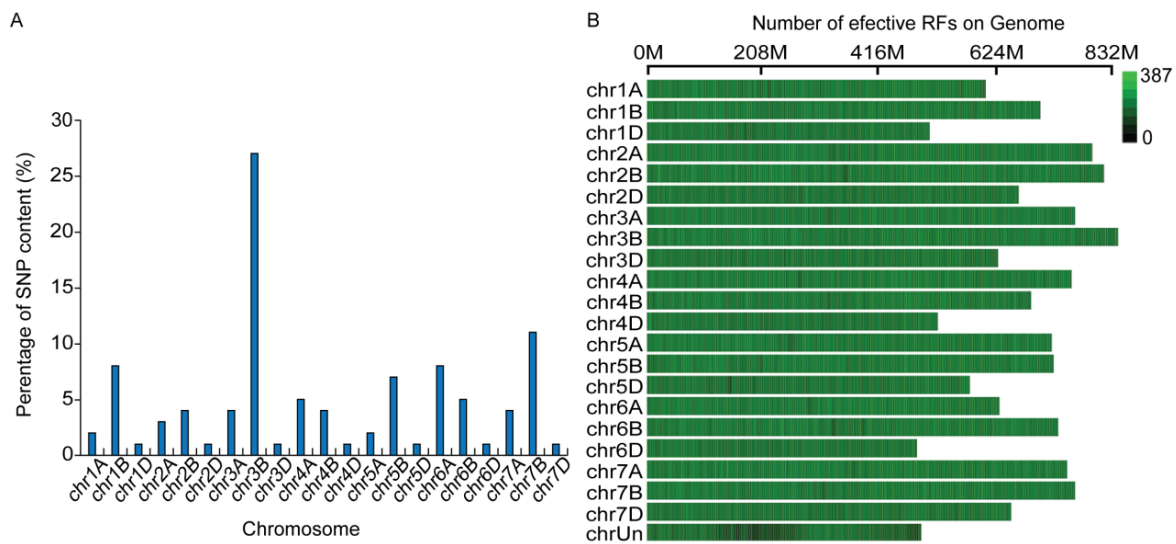 A
Perentage of SNP content (%)
30
25
20
15
10
5
0
chr1A
chr1B
chr1D
chr2A
chr2B
chr2D
chr3A
chr3B
chr3D
chr4A
chr4B
chr4D
chr5A
chr5B
chr5D
chr6A
chr6B
chr6D
chr7A
chr7B
chr7D
Chromosome
B
Number of efective RFs on Genome
0M 208M 416M 624M 832M
387
0
chr1A
chr1B
chr1D
chr2A
chr2B
chr2D
chr3A
chr3B
chr3D
chr4A
chr4B
chr4D
chr5A
chr5B
chr5D
chr6A
chr6B
chr6D
chr7A
chr7B
chr7D
chrUn